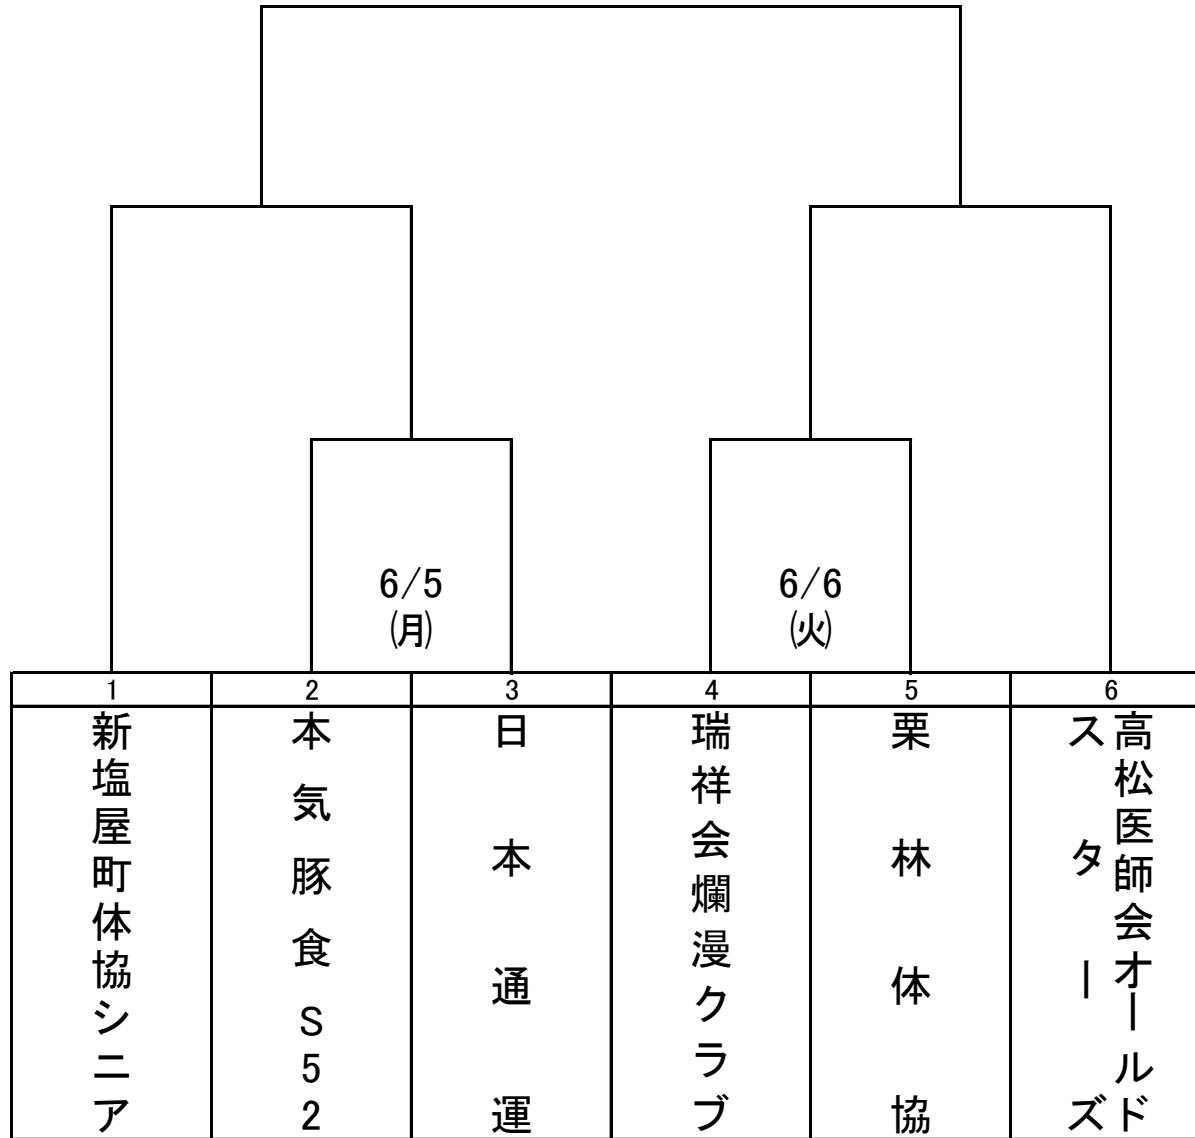 6/5
(月)
6/6
(火)
1
2
3
4
5
6
新塩屋町体協シニア
本気豚食S52
日本通運
瑞祥会爛漫クラブ
栗林体協
高松医師会オールド
スターズ